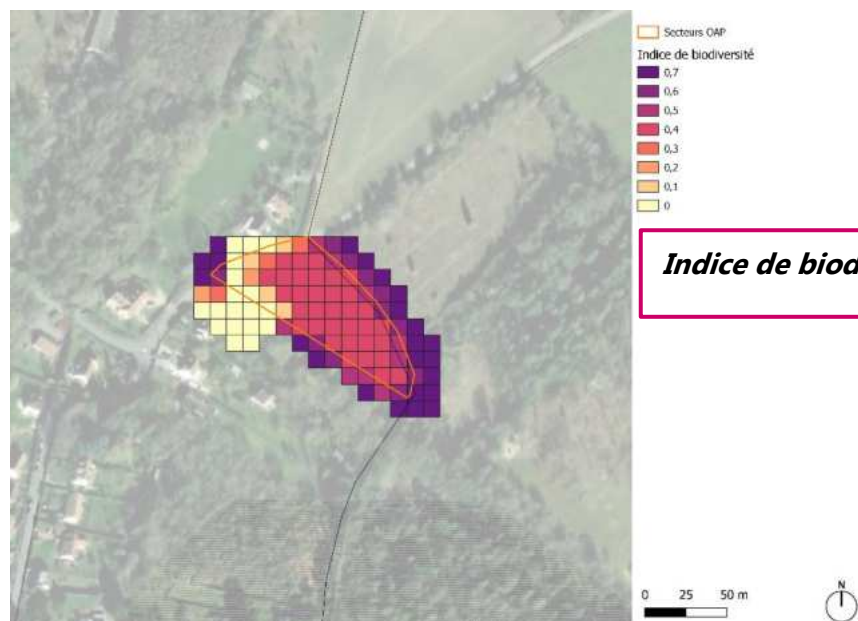 Secteurs OAP
Indice de biodiversité
0,7
0,6
0,5
0,4
0,3
0,2
0,1
0
Indice de biod
0 25 50 m
N